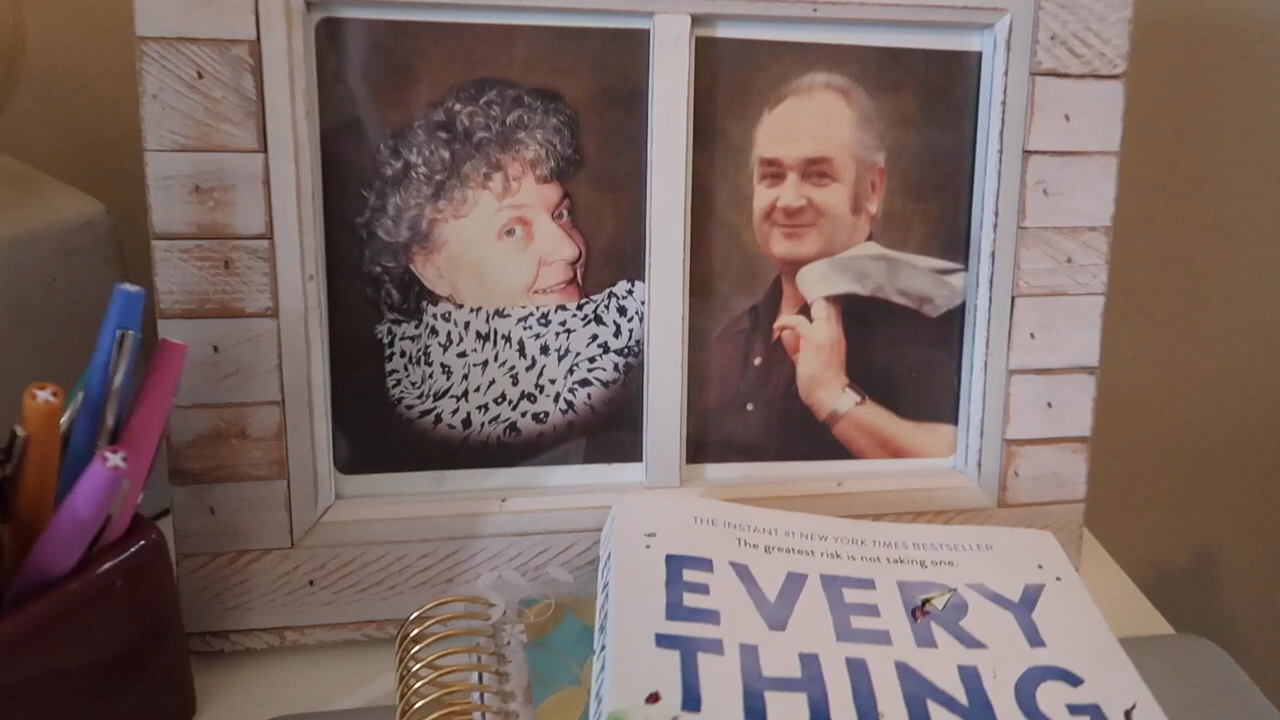 THE INSTANT #1 NEW YORK TIMES BESTSELLER
The greatest risk is not taking one.
EVERY
THING